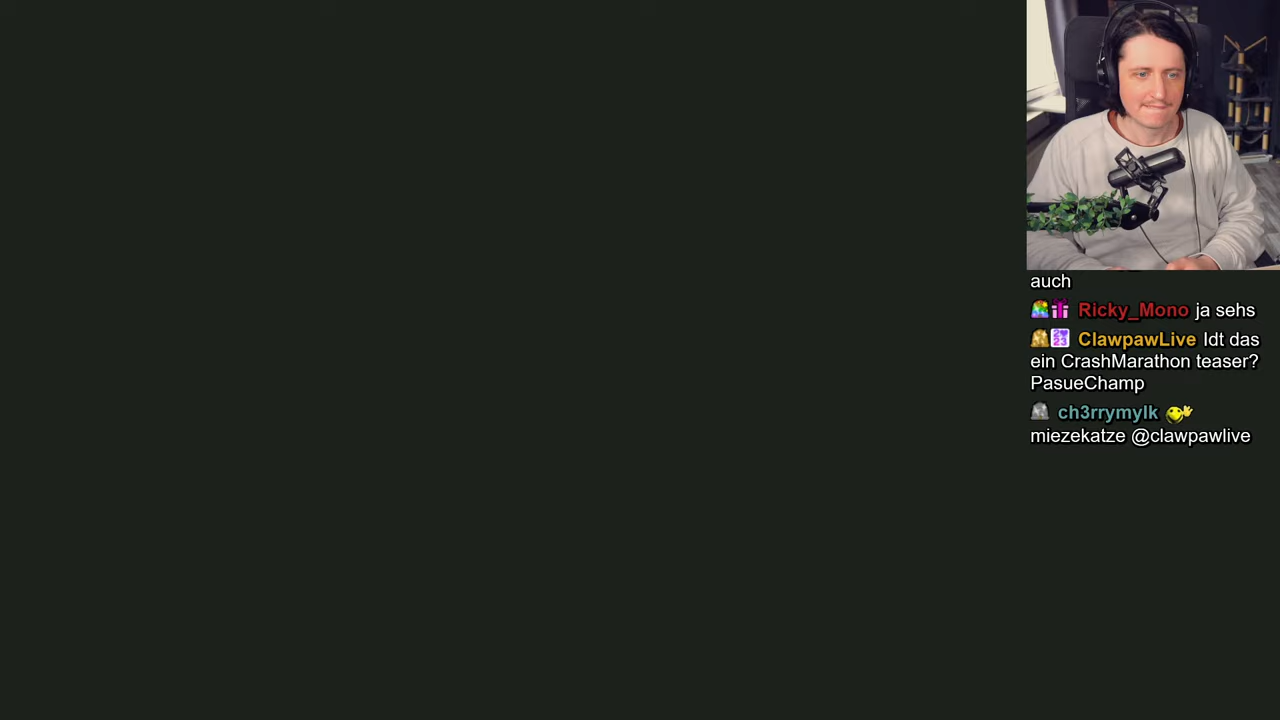 auch
Ricky_Mono ja sehs
ClawpawLive Idt das
ein CrashMarathon teaser?
PasueChamp
ch3rrymylk
miezekatze @clawpawlive